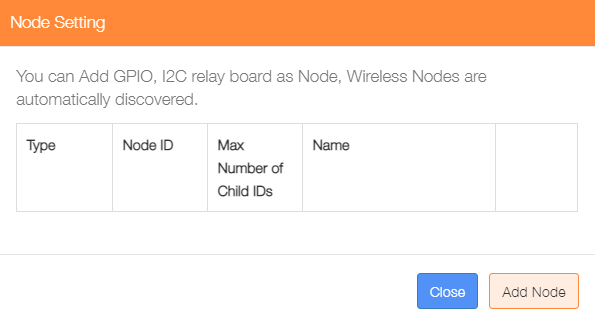 Node Setting
You can Add GPIO, I2C relay board as Node, Wireless Nodes are
automatically discovered.
Type Node ID Max Name
Number of
Child IDs
Close Add Node